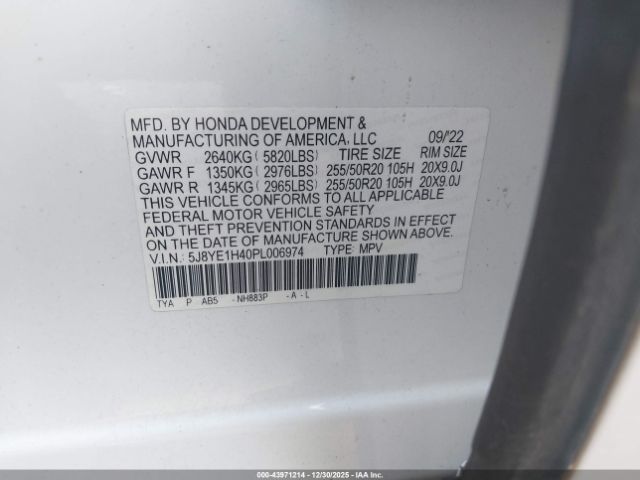 MFD. BY HONDA DEVELOPMENT &
MANUFACTURING OF AMERICA, LLC 09/'22
GVWR 2640KG ( 5820LBS) TIRE SIZE RIM SIZE
GAWR F 1350KG ( 2976LBS) 255/50R20 105H 20X9.0J
GAWR R 1345KG ( 2965LBS) 255/50R20 105H 20X9.0J
THIS VEHICLE CONFORMS TO ALL APPLICABLE
FEDERAL MOTOR VEHICLE SAFETY
AND THEFT PREVENTION STANDARDS IN EFFECT
ON THE DATE OF MANUFACTURE SHOWN ABOVE.
V.I.N.: 5J8YE1H40PL006974 TYPE: MPV
TYA P AB5 -NH883P -A-L
00-43971214 - 12/30/2025 - IAA